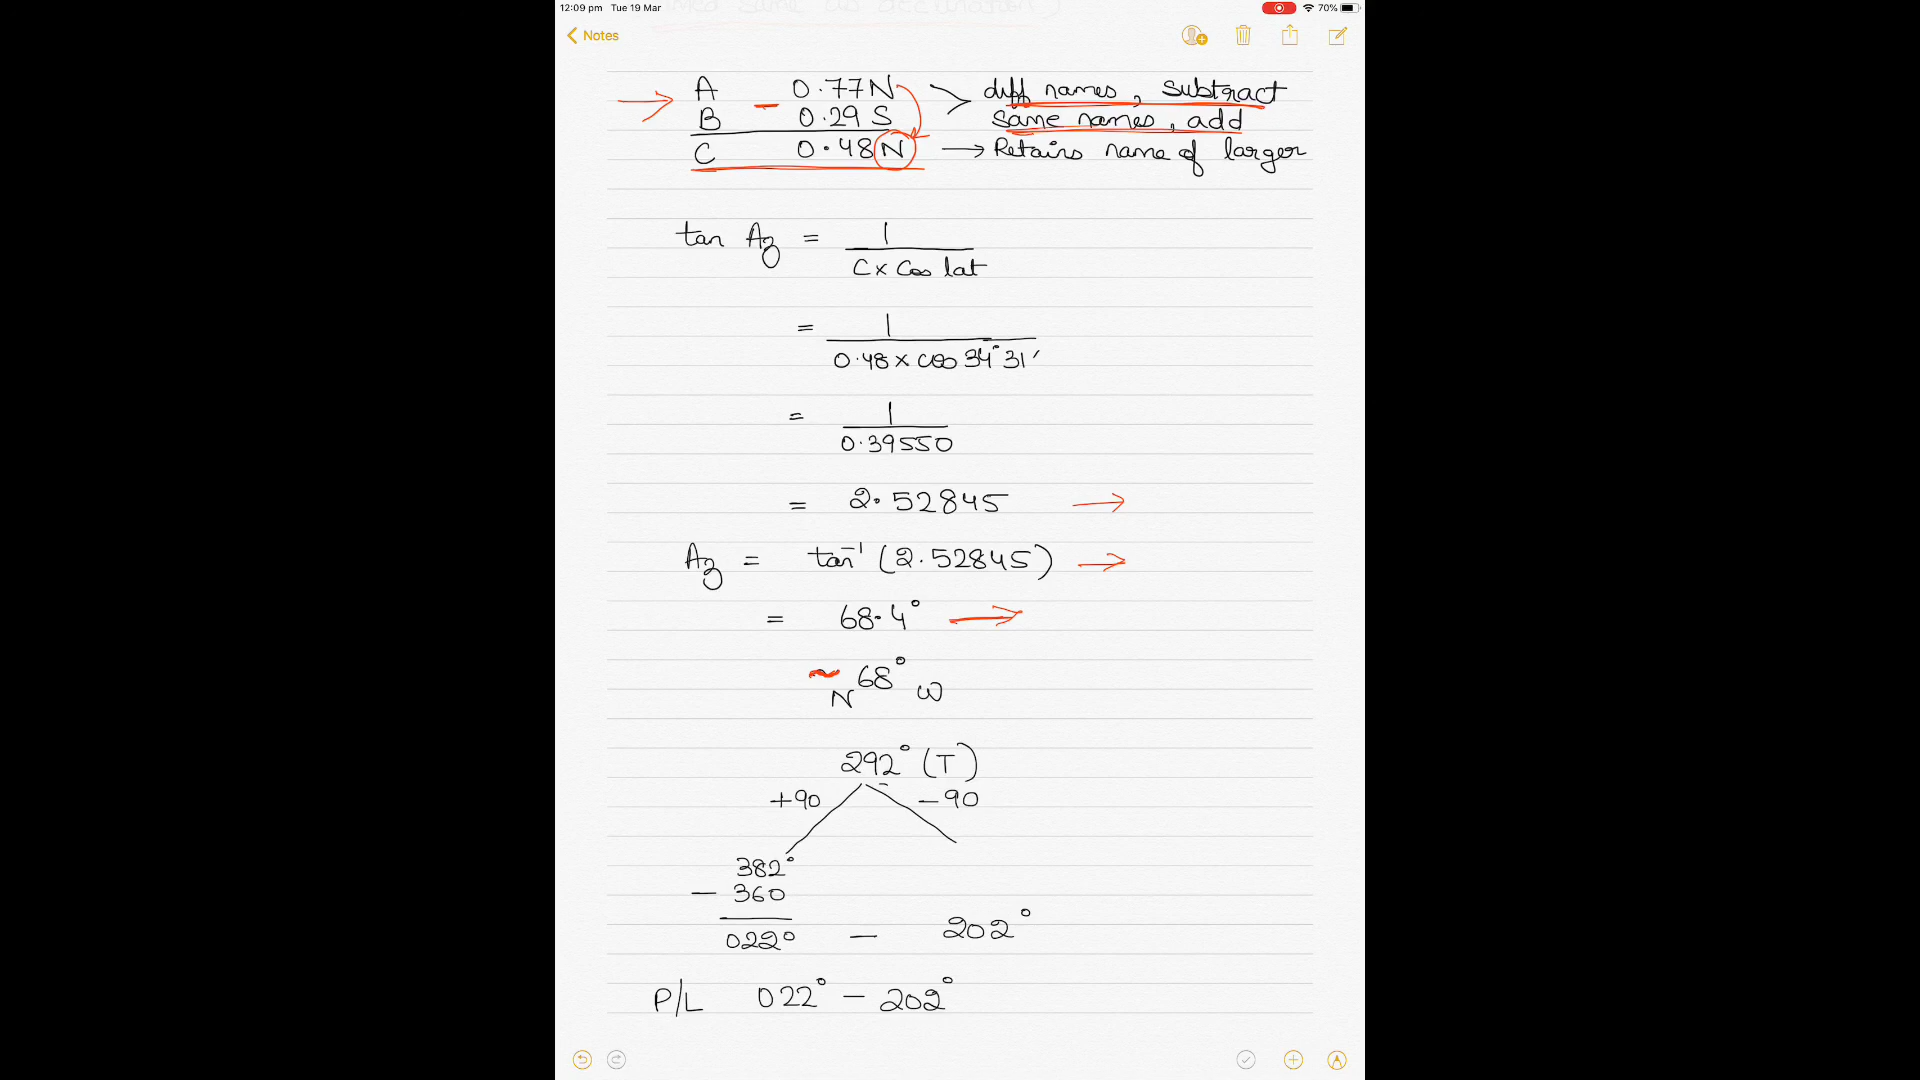 12:09 pm Tue 19 Mar
70%
Notes
A 0.77N diff names, subtract
B - 0.29 S same names, add
C 0.48 N → Retains name of larger
tan Az = 1
C x Cos lat
= 1
0.48 x cos 34° 31'
= 1
0.39550
= 2.52845
Az = tan⁻¹ (2.52845)
= 68.4°
~ N 68° W
292° (T)
+90 -90
382°
- 360
022° - 202°
P/L 022° - 202°